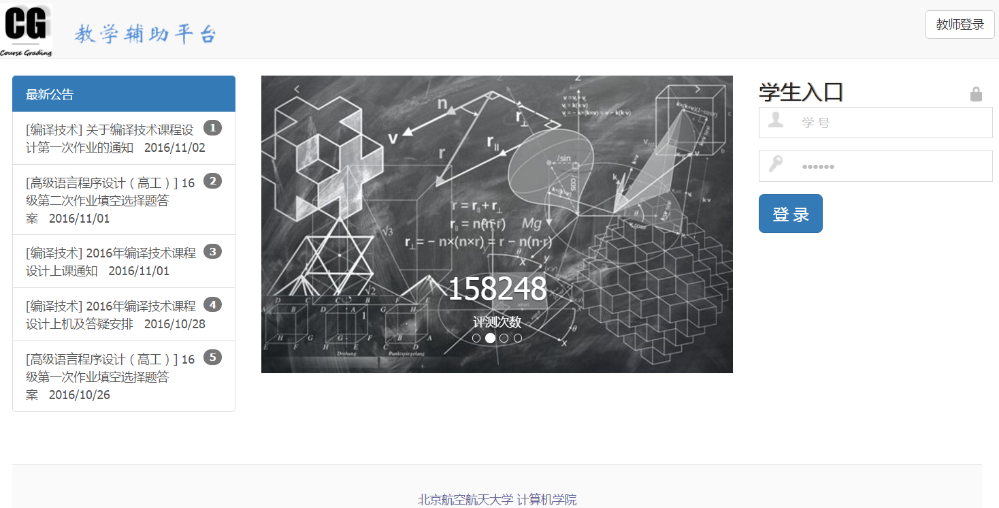 CG
Course Grading
教学辅助平台
教师登录
最新公告
[编译技术] 关于编译技术课程设 1
计第一次作业的通知 2016/11/02
[高级语言程序设计（高工）] 16 2
级第二次作业填空选择题答
案 2016/11/01
[编译技术] 2016年编译技术课程 3
设计上课通知 2016/11/01
[编译技术] 2016年编译技术课程 4
设计上机及答疑安排 2016/10/28
[高级语言程序设计（高工）] 16 5
级第一次作业填空选择题答
案 2016/10/26
n
v
r
r⊥
r||
/sin
/cos
r = r|| + r⊥
r|| = n(n·r)
Mg
r⊥ = − n×(n×r) = r − n(n·r)
√3
√2
x
y
θ
158248
评测次数
Drehung
Punktspiegelung
学生入口
学 号
••••••
登 录
北京航空航天大学 计算机学院